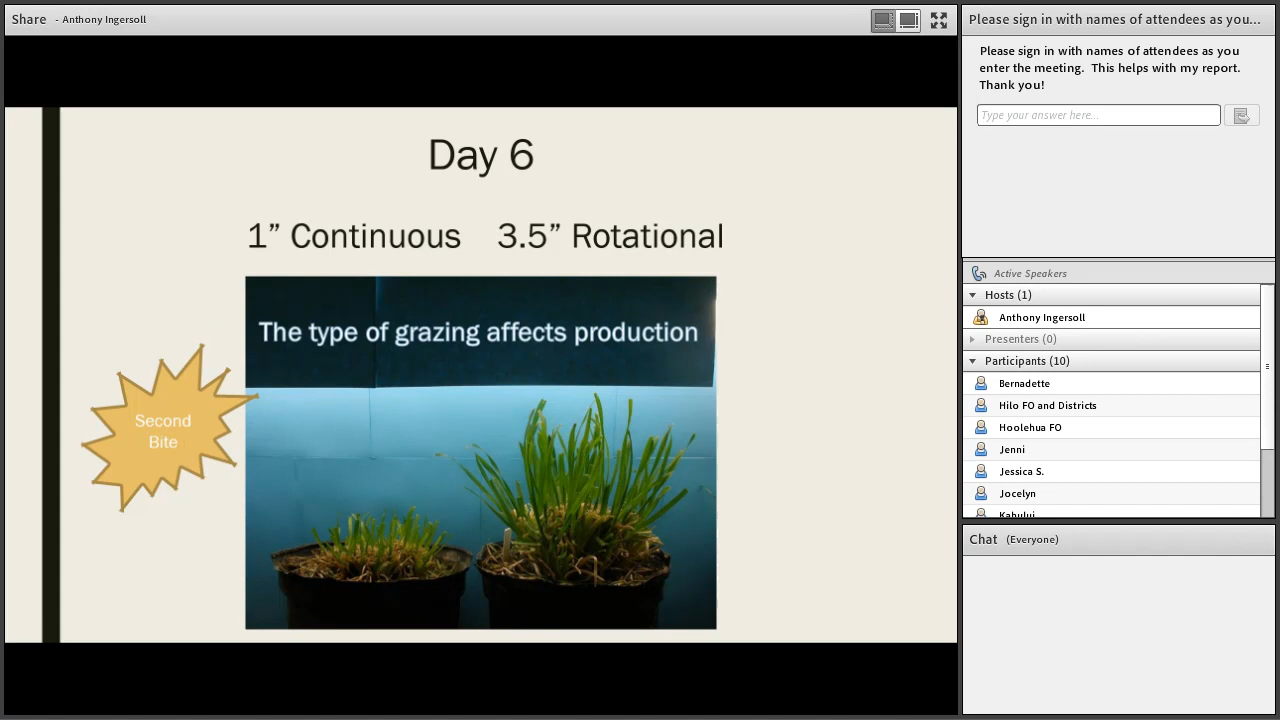 Share - Anthony Ingersoll
Day 6
1” Continuous 3.5” Rotational
The type of grazing affects production
Second
Bite
Please sign in with names of attendees as you...
Please sign in with names of attendees as you
enter the meeting. This helps with my report.
Thank you!
Type your answer here...
Active Speakers
Hosts (1)
Anthony Ingersoll
Presenters (0)
Participants (10)
Bernadette
Hilo FO and Districts
Hoolehua FO
Jenni
Jessica S.
Jocelyn
Kahului
Chat (Everyone)